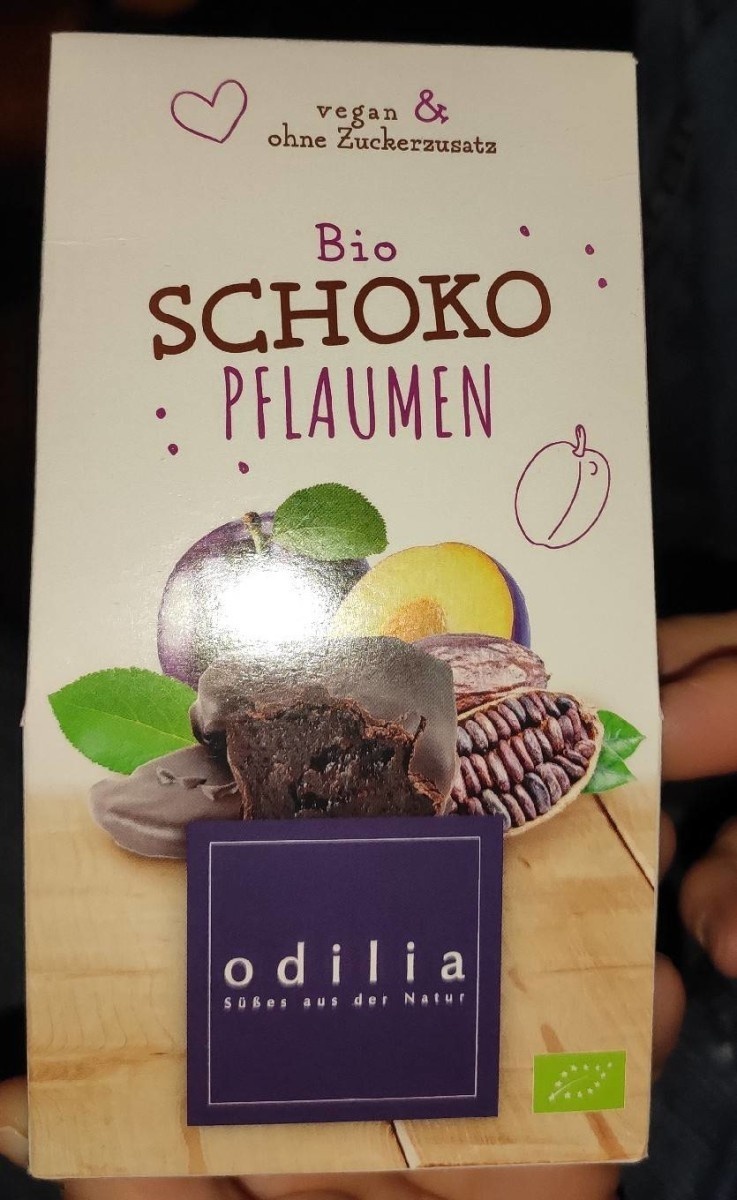 vegan &
ohne Zuckerzusatz
Bio
SCHOKO
PFLAUMEN
odilia
Süßes aus der Natur